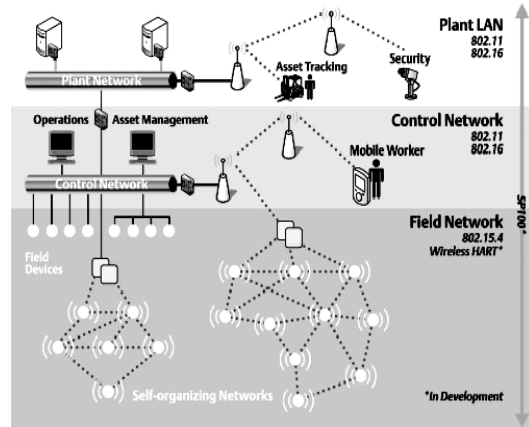 Plant LAN
802.11
802.16
Plant Network
Asset Tracking
Security
Operations
Asset Management
Control Network
802.11
802.16
Mobile Worker
Control Network
Field Network
802.15.4
Wireless HART*
SP100*
Field
Devices
Self-organizing Networks
*In Development